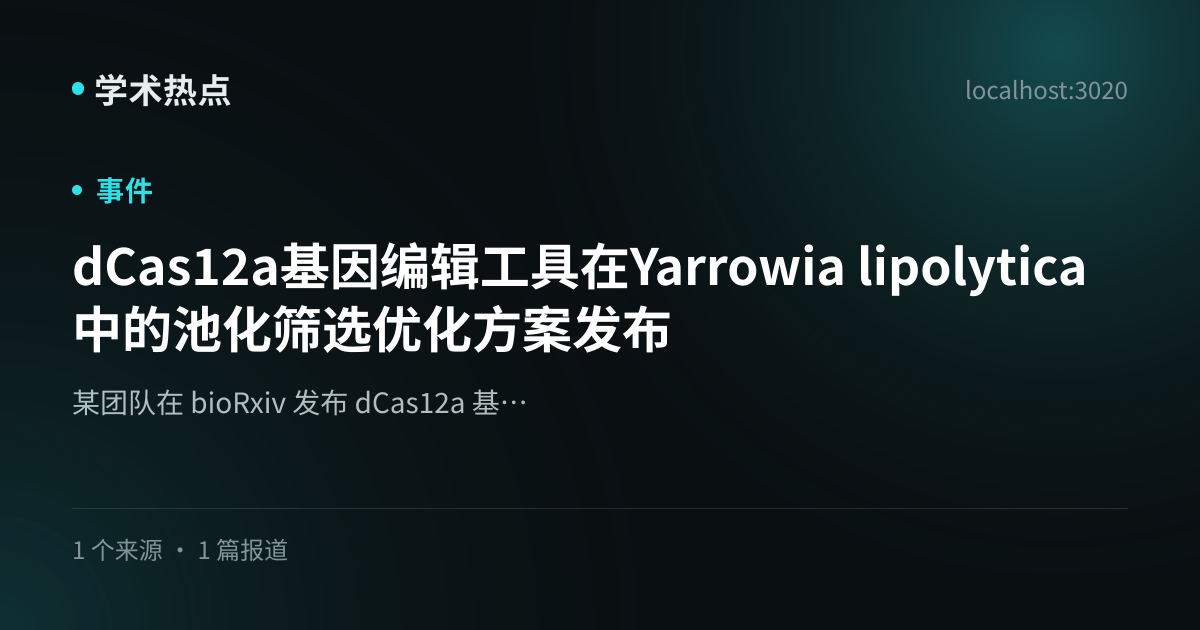 学术热点
localhost:3020
事件
dCas12a基因编辑工具在Yarrowia lipolytica
中的池化筛选优化方案发布
某团队在 bioRxiv 发布 dCas12a 基…
1 个来源 · 1 篇报道